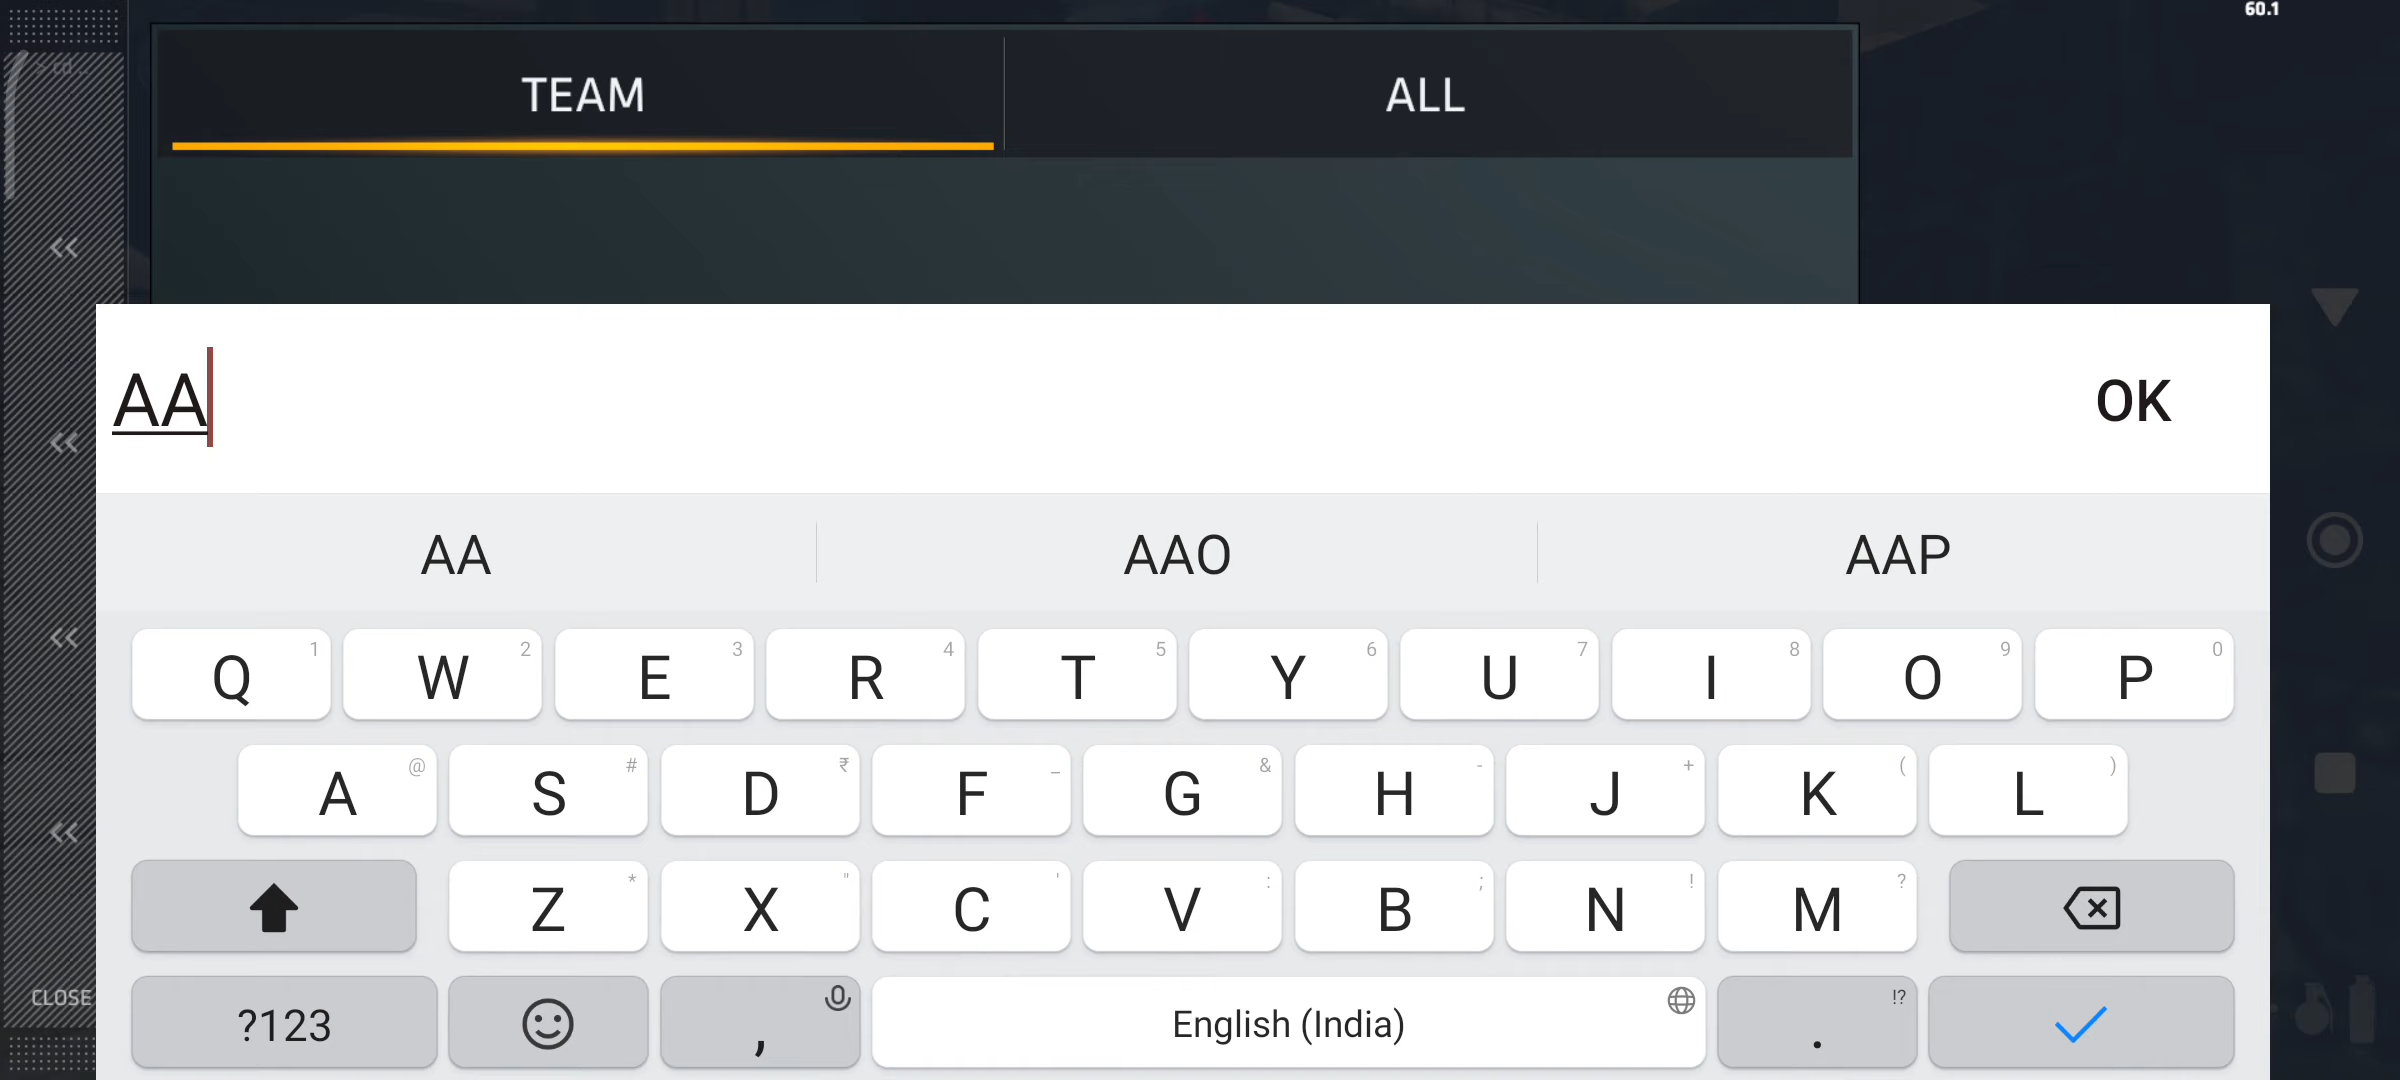 60.1
> cd ..
TEAM ALL
AA OK
AA AAO AAP
Q 1 W 2 E 3 R 4 T 5 Y 6 U 7 I 8 O 9 P 0
A @ S # D ₹ F _ G & H - J + K ( L )
Z * X " C ' V : B ; N ! M ?
CLOSE
?123 , English (India) . !?